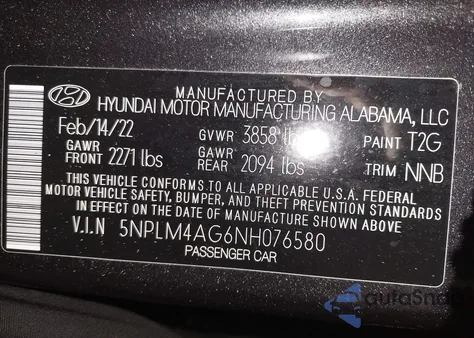 MANUFACTURED BY
HYUNDAI MOTOR MANUFACTURING ALABAMA, LLC
Feb/14/22 GVWR 3858 PAINT T2G
GAWR FRONT 2271 lbs GAWR REAR 2094 lbs TRIM NNB
THIS VEHICLE CONFORMS TO ALL APPLICABLE U.S.A. FEDERAL
MOTOR VEHICLE SAFETY, BUMPER, AND THEFT PREVENTION STANDARDS
IN EFFECT ON THE DATE OF MANUFACTURE SHOWN ABOVE.
V.I.N 5NPLM4AG6NH076580
PASSENGER CAR